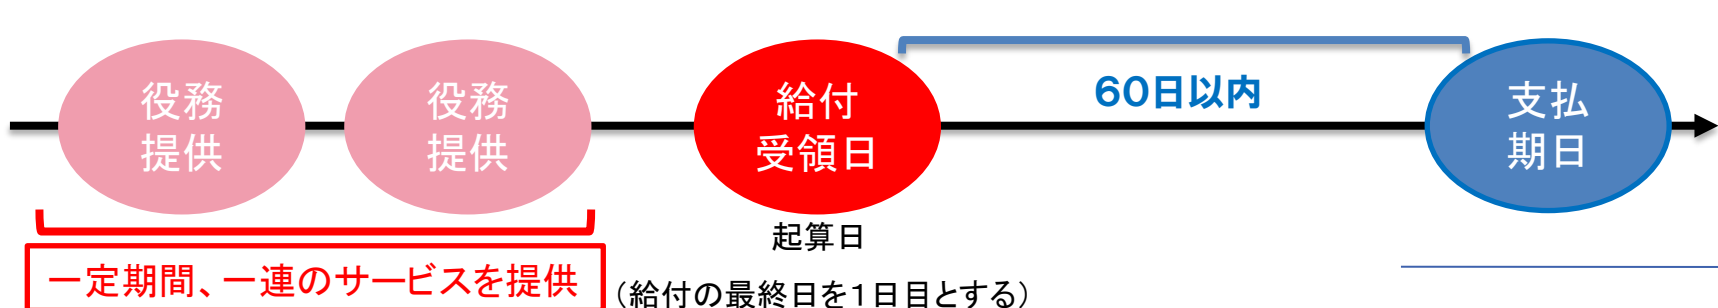 役務
提供
役務
提供
給付
受領日
60日以内
支払
期日
起算日
一定期間、一連のサービスを提供
（給付の最終日を1日目とする）